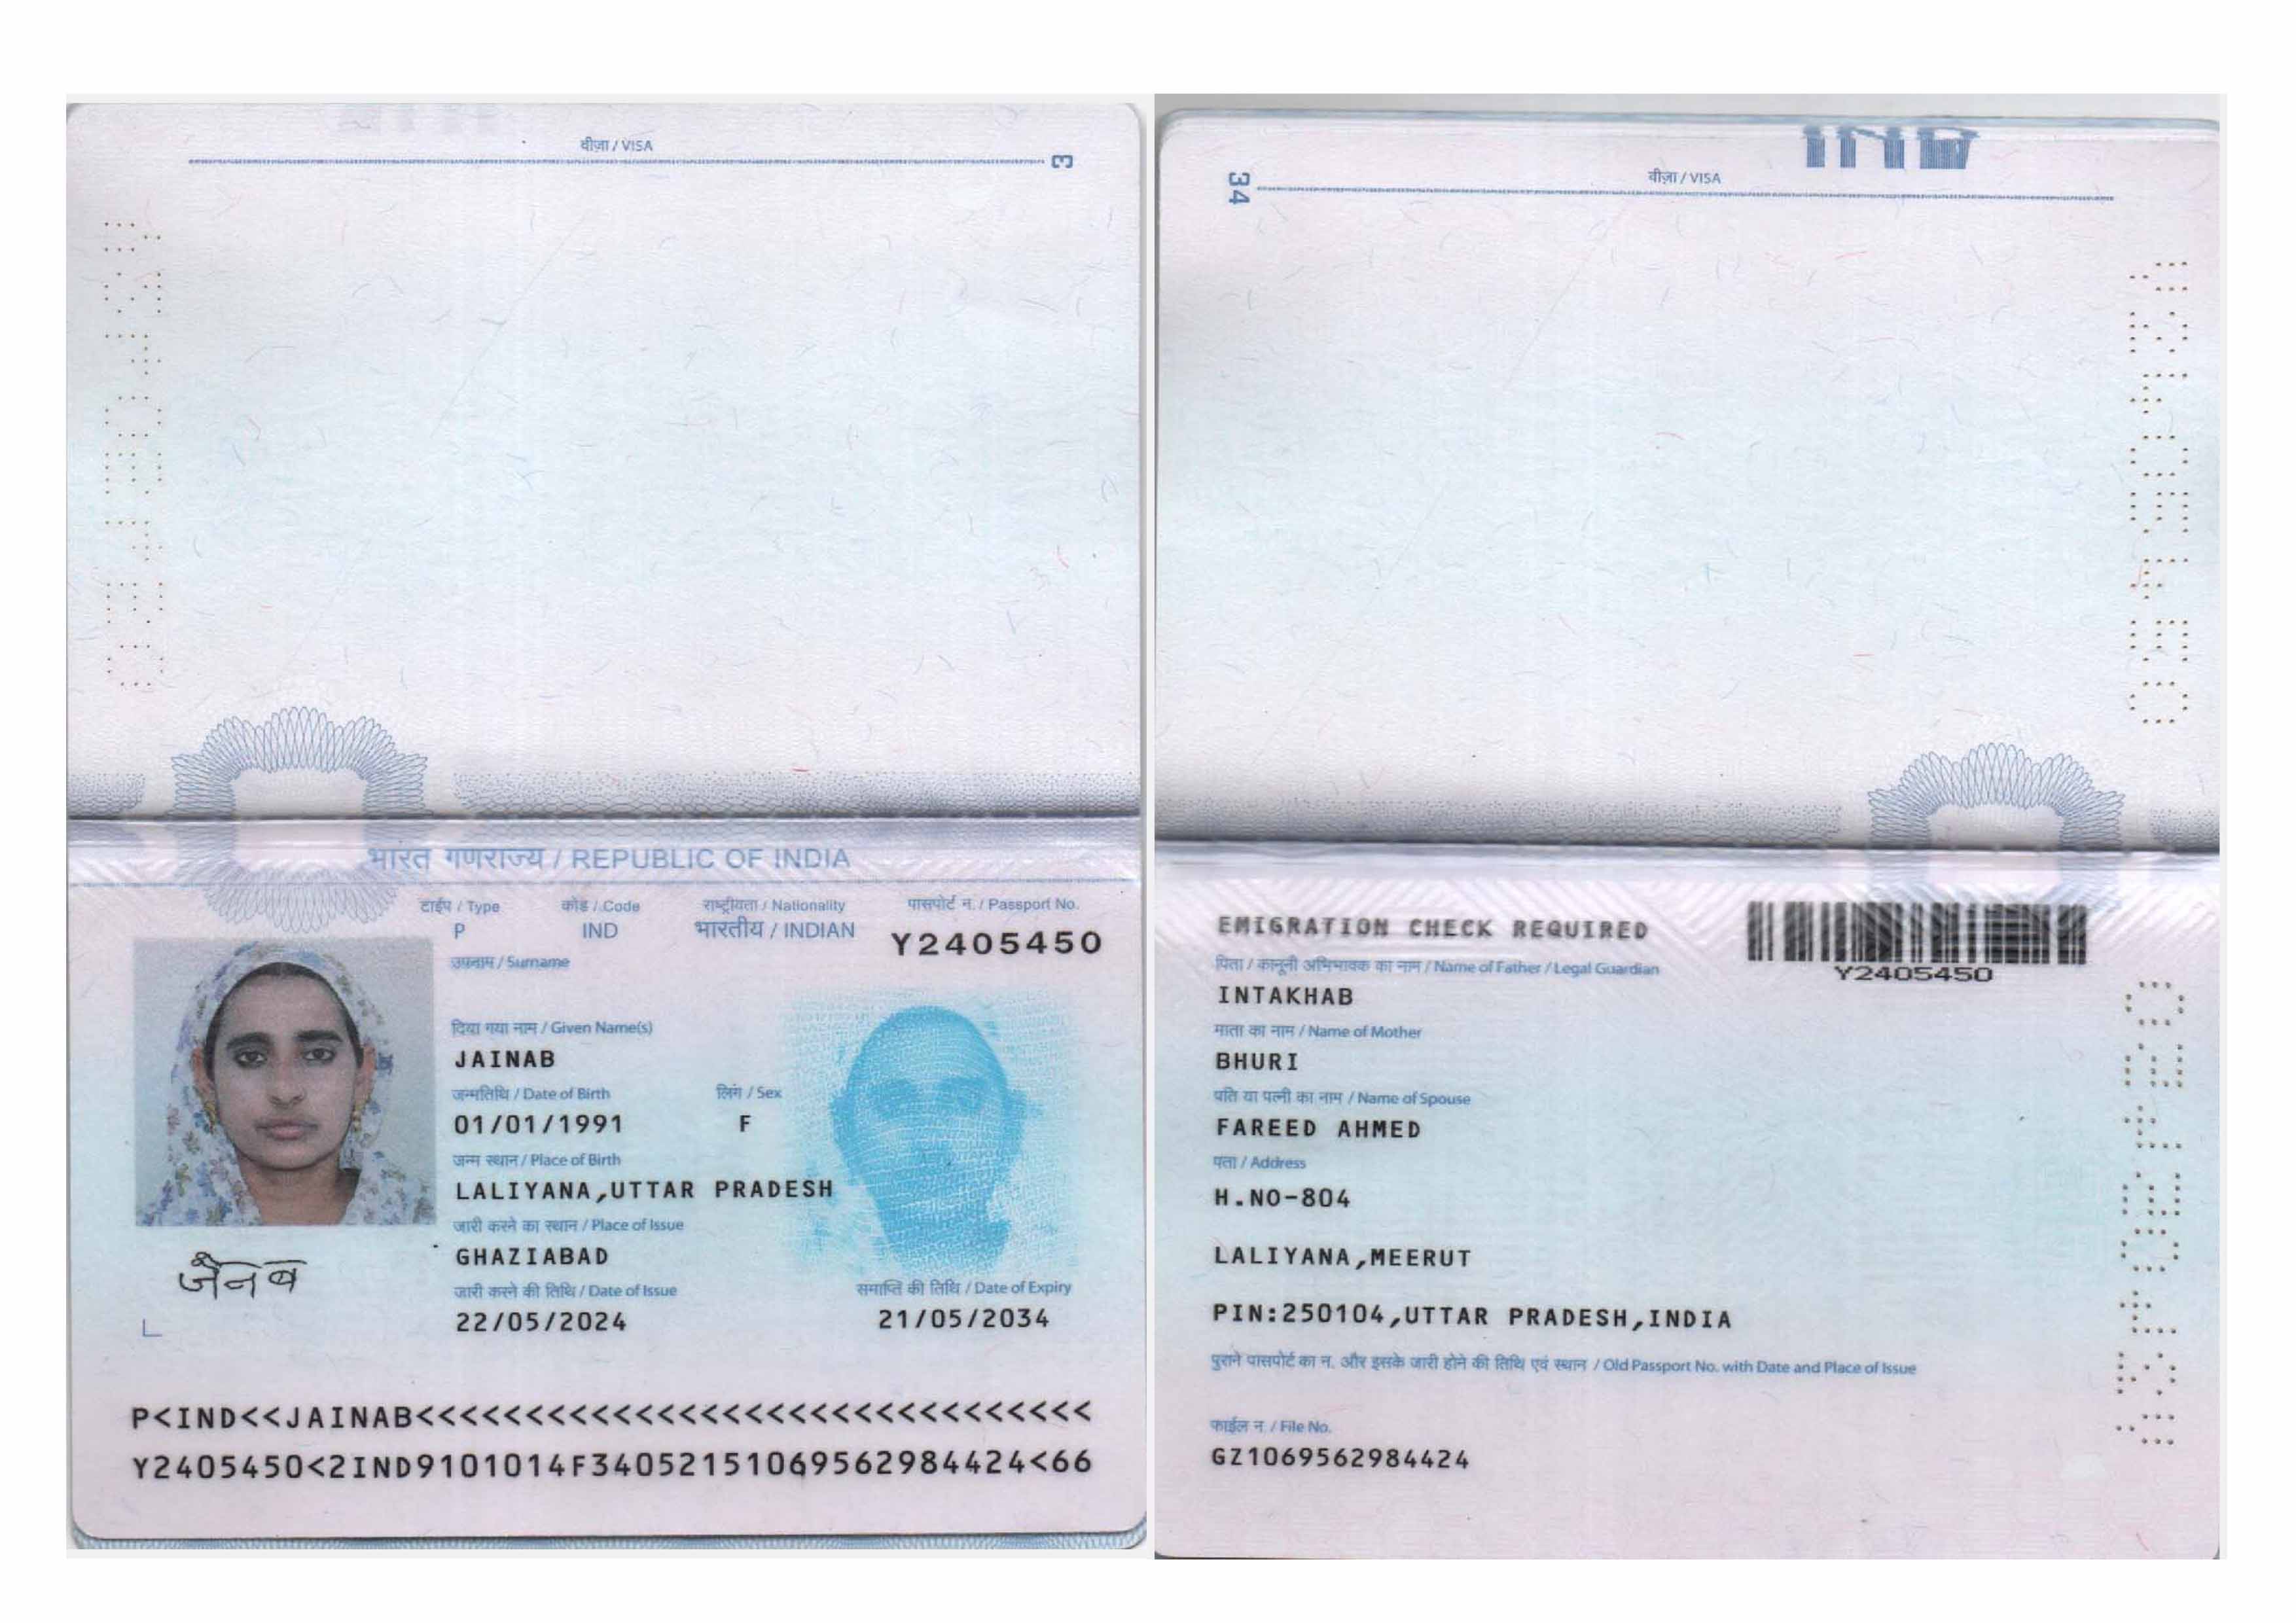 वीज़ा / VISA
3
भारत गणराज्य / REPUBLIC OF INDIA
टाईप / Type कोड / Code राष्ट्रीयता / Nationality पासपोर्ट न. / Passport No.
P IND भारतीय / INDIAN Y2405450
उपनाम / Surname
दिया गया नाम / Given Name(s)
JAINAB
जन्मतिथि / Date of Birth लिंग / Sex
01/01/1991 F
जन्म स्थान / Place of Birth
LALIYANA,UTTAR PRADESH
जारी करने का स्थान / Place of Issue
GHAZIABAD
जैनब
जारी करने की तिथि / Date of Issue समाप्ति की तिथि / Date of Expiry
22/05/2024 21/05/2034
P<IND<<JAINAB<<<<<<<<<<<<<<<<<<<<<<<<<<<<<<<
Y2405450<2IND9101014F34052151069562984424<66
34
वीज़ा / VISA
EMIGRATION CHECK REQUIRED
Y2405450
पिता / कानूनी अभिभावक का नाम / Name of Father / Legal Guardian
INTAKHAB
माता का नाम / Name of Mother
BHURI
पति या पत्नी का नाम / Name of Spouse
FAREED AHMED
पता / Address
H.NO-804
LALIYANA,MEERUT
PIN:250104,UTTAR PRADESH,INDIA
पुराने पासपोर्ट का न. और इसके जारी होने की तिथि एवं स्थान / Old Passport No. with Date and Place of Issue
फाईल न. / File No.
GZ1069562984424